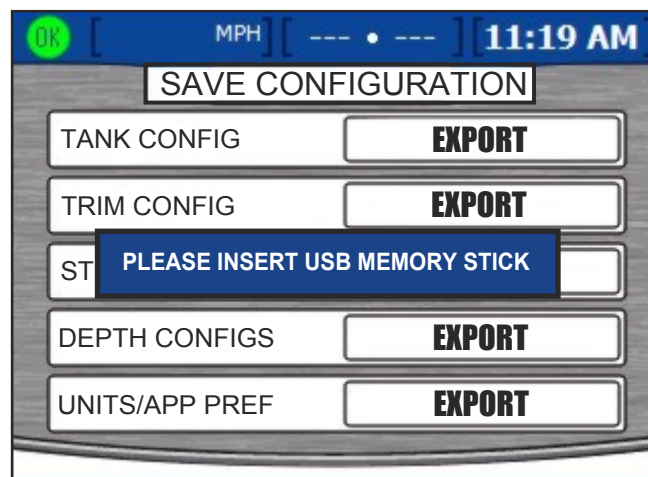 OK [ MPH ] [ --- • --- ] [ 11:19 AM ]
SAVE CONFIGURATION
TANK CONFIG EXPORT
TRIM CONFIG EXPORT
ST
PLEASE INSERT USB MEMORY STICK
DEPTH CONFIGS EXPORT
UNITS/APP PREF EXPORT